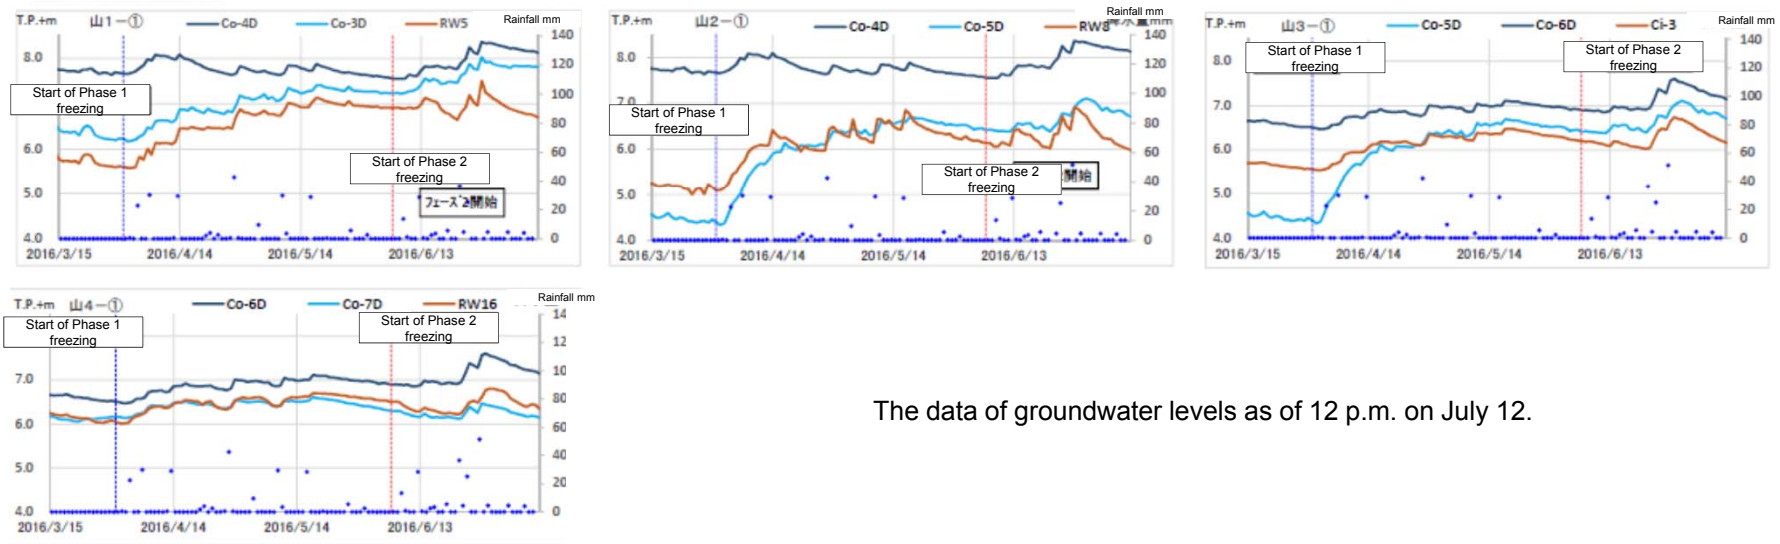 T.P.+m 山1-① Co-4D Co-3D RW5 Rainfall mm
8.0
6.0
5.0
4.0
140
120
100
80
60
40
20
0
Start of Phase 1
freezing
Start of Phase 2
freezing
フェーズ2開始
2016/3/15 2016/4/14 2016/5/14 2016/6/13
T.P.+m 山2-① Co-4D Co-5D RW8 Rainfall mm
8.0
7.0
6.0
5.0
4.0
140
120
100
80
60
40
20
0
Start of Phase 1
freezing
Start of Phase 2
freezing
開始
2016/3/15 2016/4/14 2016/5/14 2016/6/13
T.P.+m 山3-① Co-5D Co-6D Ci-3 Rainfall mm
Start of Phase 1
freezing
Start of Phase 2
freezing
8.0
7.0
6.0
5.0
4.0
140
120
100
80
60
40
20
0
2016/3/15 2016/4/14 2016/5/14 2016/6/13
T.P.+m 山4-① Co-6D Co-7D RW16 Rainfall mm
Start of Phase 1
freezing
Start of Phase 2
freezing
7.0
6.0
5.0
4.0
14
12
10
80
60
40
20
0
2016/3/15 2016/4/14 2016/5/14 2016/6/13
The data of groundwater levels as of 12 p.m. on July 12.